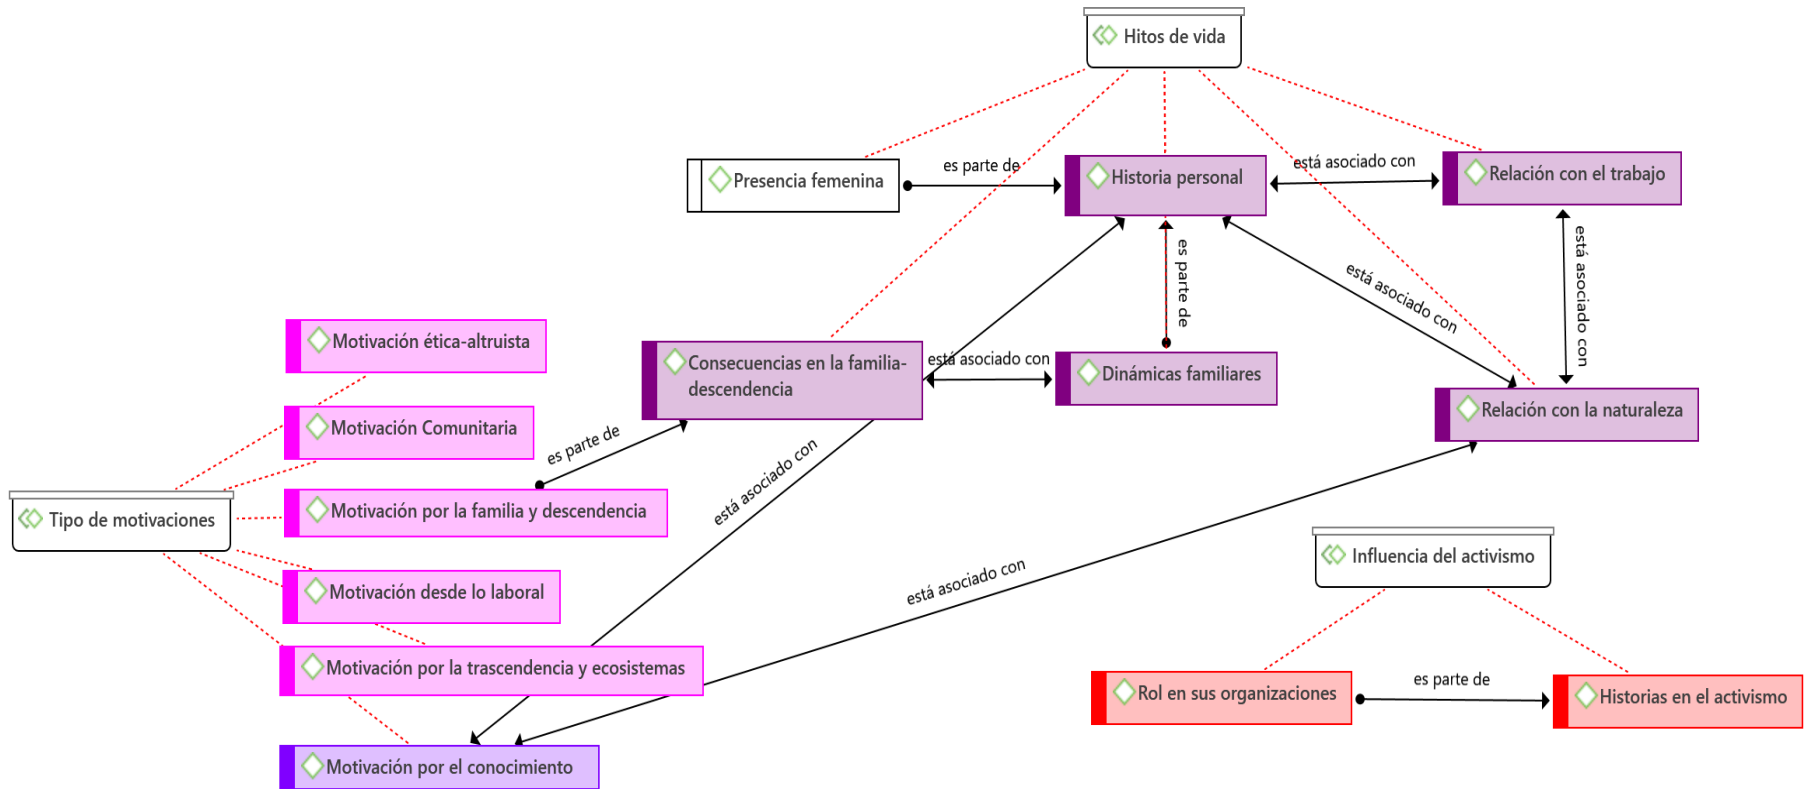 Hitos de vida
Presencia femenina
es parte de
Historia personal
está asociado con
Relación con el trabajo
es parte de
está asociado con
está asociado con
Motivación ética-altruista
Consecuencias en la familia-
descendencia
está asociado con
Dinámicas familiares
Relación con la naturaleza
Motivación Comunitaria
es parte de
está asociado con
Tipo de motivaciones
Motivación por la familia y descendencia
Influencia del activismo
Motivación desde lo laboral
está asociado con
Motivación por la trascendencia y ecosistemas
Rol en sus organizaciones
es parte de
Historias en el activismo
Motivación por el conocimiento